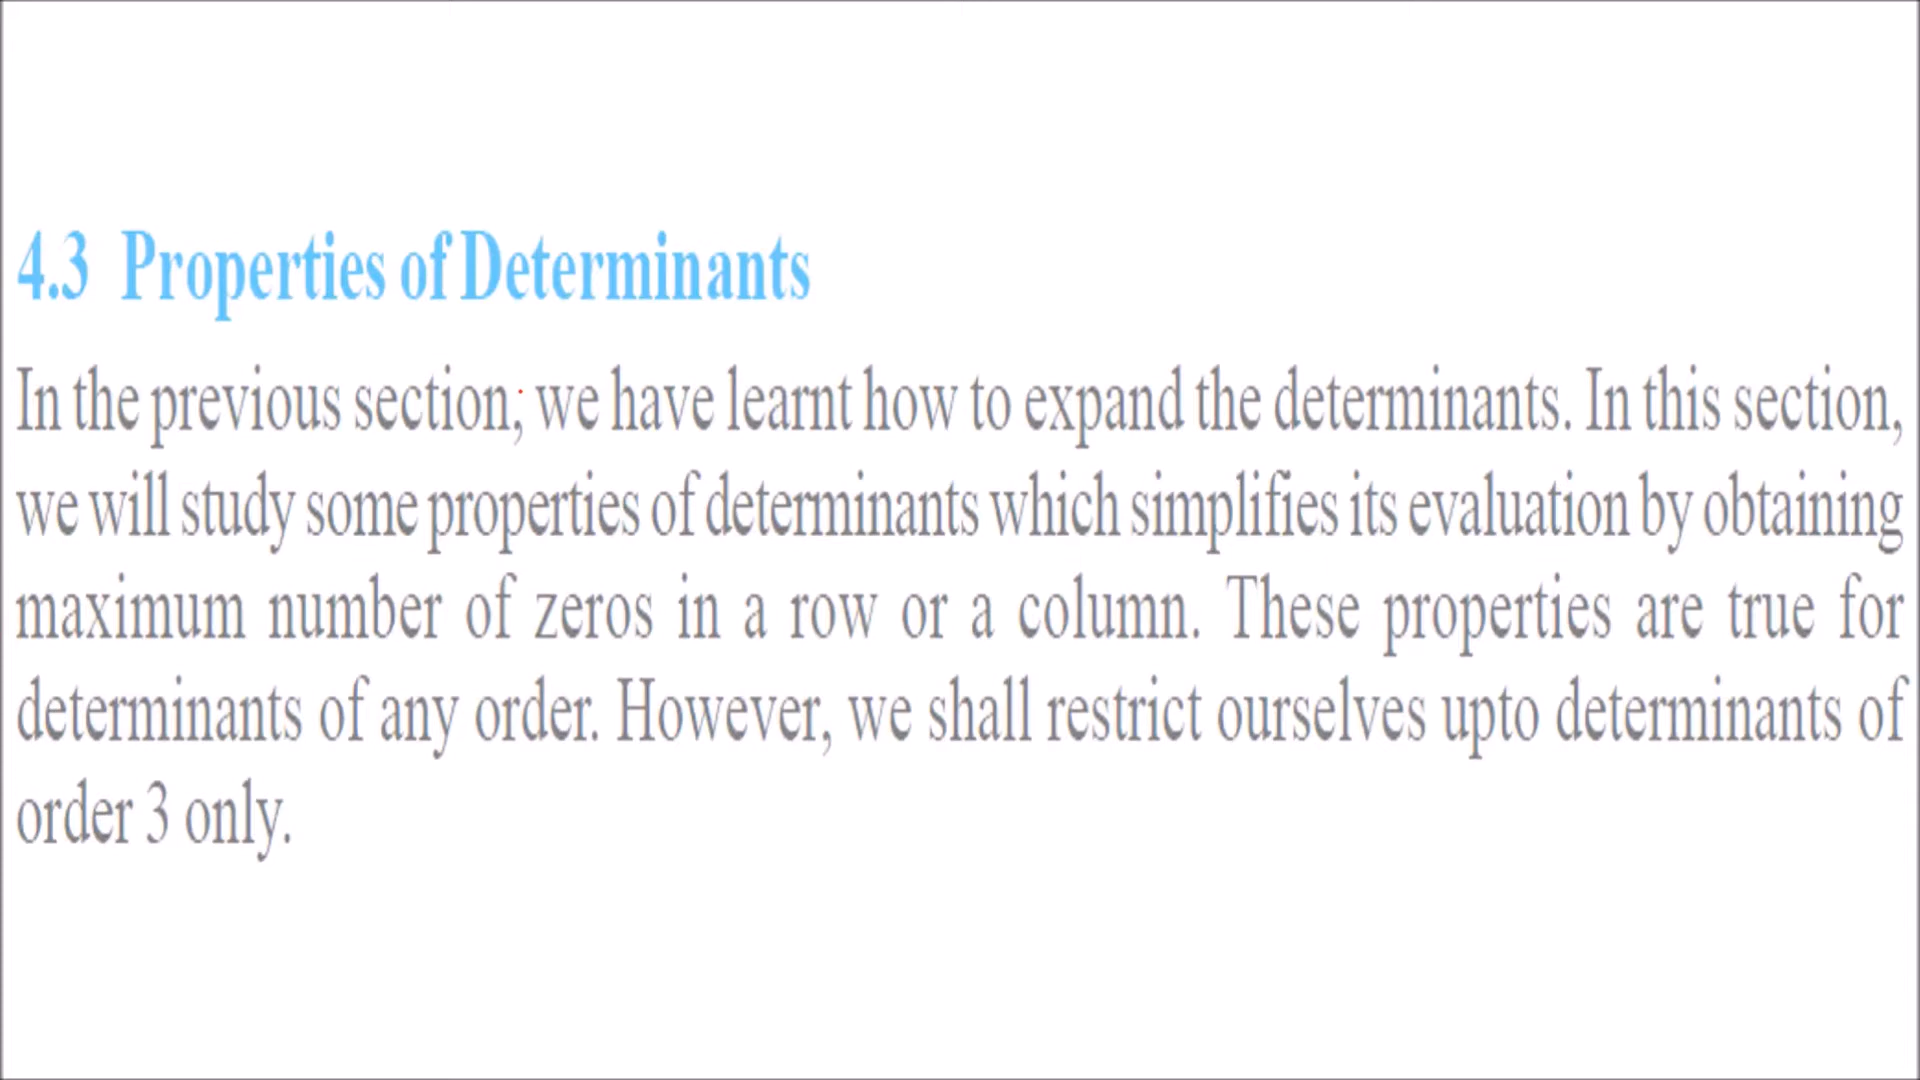 4.3 Properties of Determinants
In the previous section, we have learnt how to expand the determinants. In this section,
we will study some properties of determinants which simplifies its evaluation by obtaining
maximum number of zeros in a row or a column. These properties are true for
determinants of any order. However, we shall restrict ourselves upto determinants of
order 3 only.